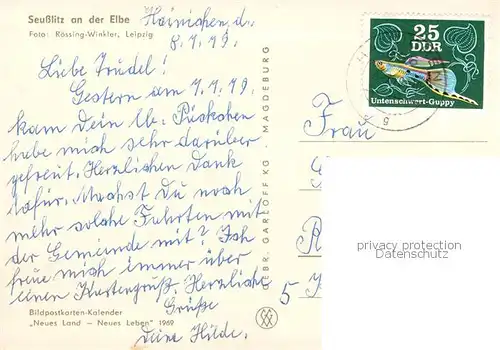 Seußlitz an der Elbe
Foto: Rössing-Winkler, Leipzig
Hainichen, d.
8.7.79.
Liebe Trudel!
Gestern am 7.7.79.
kam Dein lb. Päckchen
habe mich sehr darüber
gefreut. Herzlichen Dank
dafür. Machst Du noch
mehr solche Fahrten mit
der Gemeinde mit? Ich
freue mich immer über
einen Kartengruß. Herzliche
Grüße
Deine Hilde.
Bildpostkarten-Kalender
„Neues Land — Neues Leben" 1969
GEBR. GARLOFF KG MAGDEBURG
25
DDR
Untenschwert-Guppy
Frau
5
privacy protection
Datenschutz